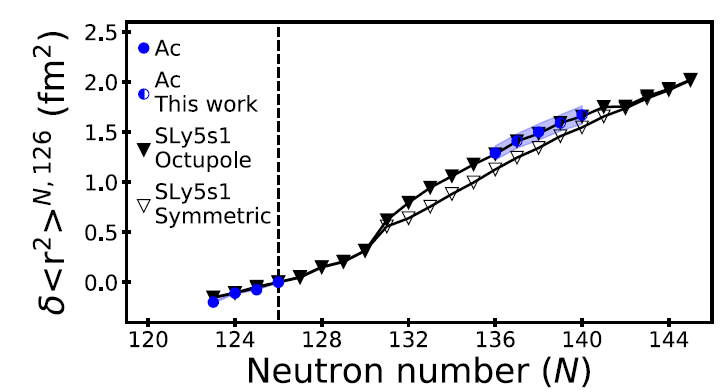 δ<r²>^{N,126} (fm²)
2.5
2.0
1.5
1.0
0.5
0.0
Ac
Ac
This work
SLy5s1
Octupole
SLy5s1
Symmetric
120 124 128 132 136 140 144
Neutron number (N)